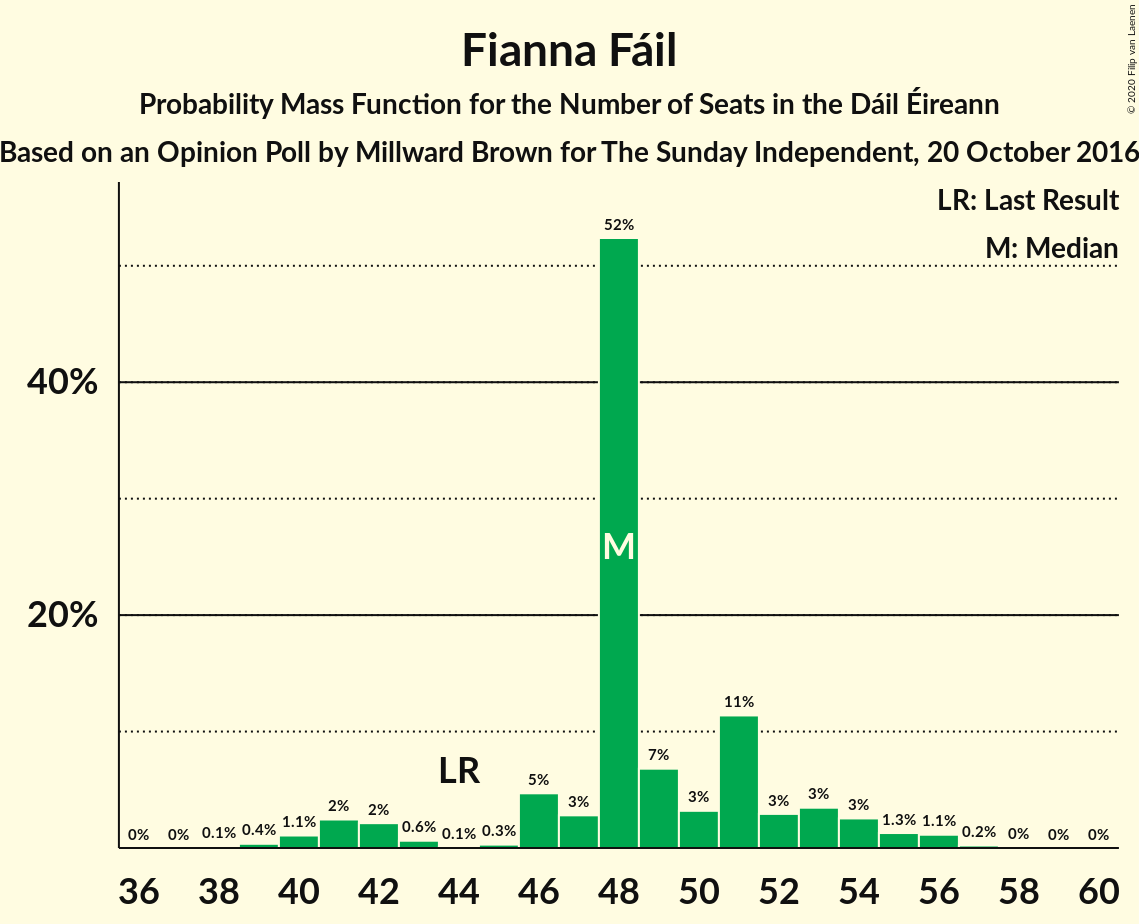 Fianna Fáil
Probability Mass Function for the Number of Seats in the Dáil Éireann
Based on an Opinion Poll by Millward Brown for The Sunday Independent, 20 October 2016
© 2020 Filip van Laenen
LR: Last Result
M: Median
52%
40%
M
20%
11%
LR
7%
0% 0% 0.1% 0.4% 1.1% 2% 2% 0.6% 0.1% 0.3% 5% 3% 3% 3% 3% 3% 1.3% 1.1% 0.2% 0% 0% 0%
36 38 40 42 44 46 48 50 52 54 56 58 60